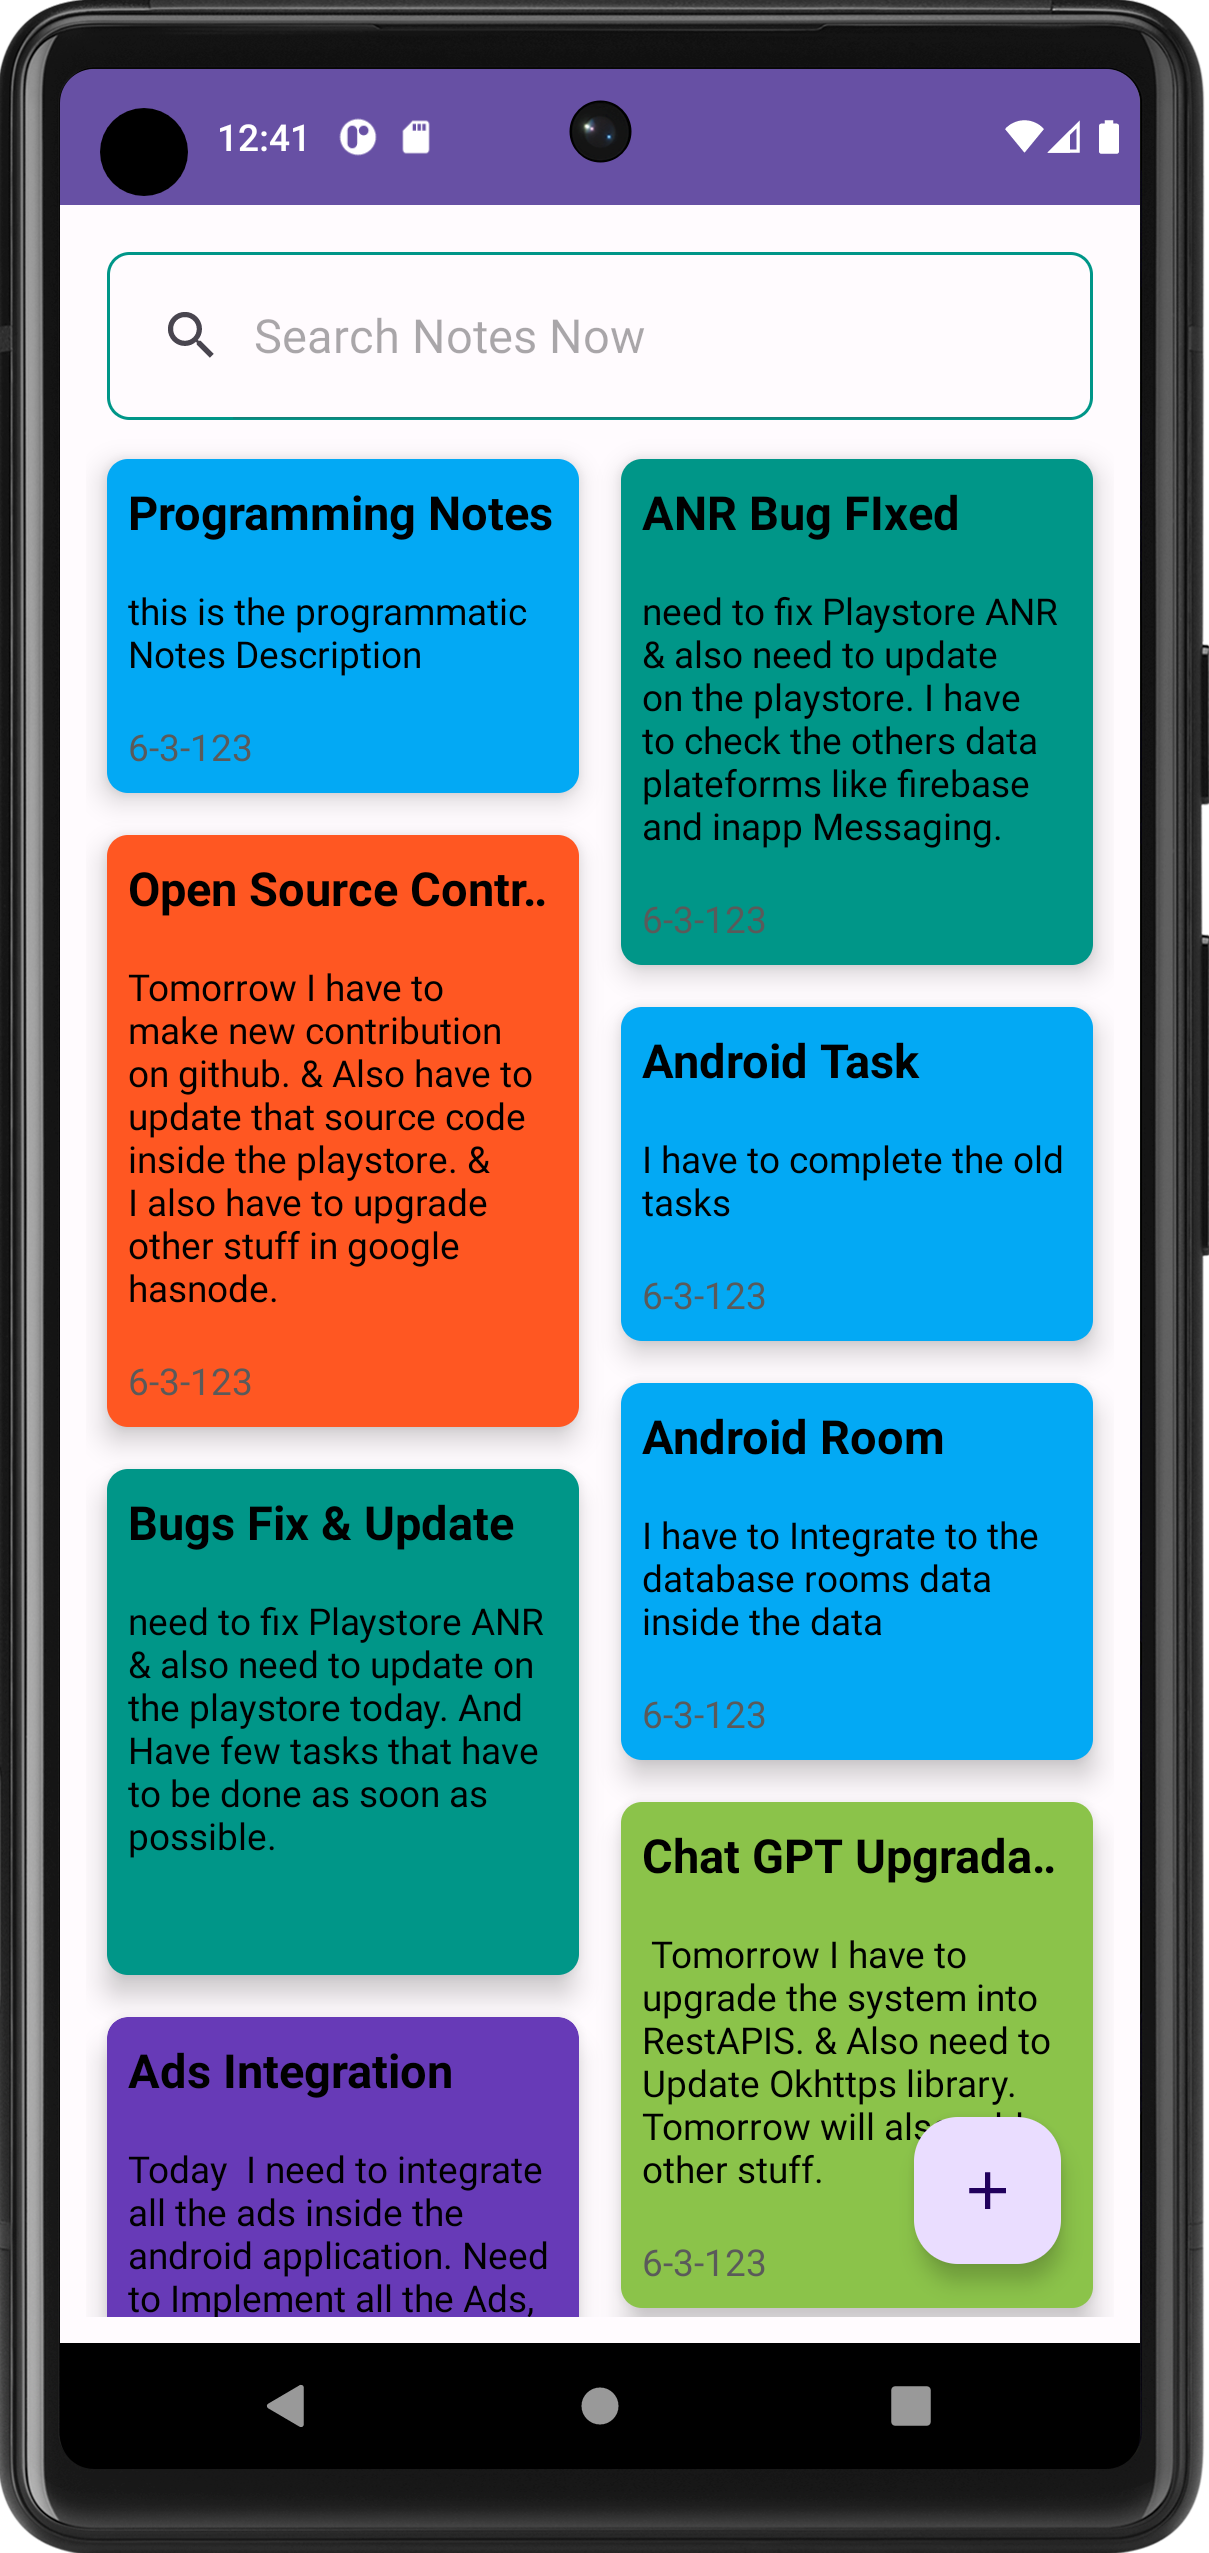 12:41
Search Notes Now
Programming Notes
this is the programmatic
Notes Description
6-3-123
ANR Bug FIxed
need to fix Playstore ANR
& also need to update
on the playstore. I have
to check the others data
plateforms like firebase
and inapp Messaging.
6-3-123
Open Source Contr..
Tomorrow I have to
make new contribution
on github. & Also have to
update that source code
inside the playstore. &
I also have to upgrade
other stuff in google
hasnode.
6-3-123
Android Task
I have to complete the old
tasks
6-3-123
Android Room
I have to Integrate to the
database rooms data
inside the data
6-3-123
Bugs Fix & Update
need to fix Playstore ANR
& also need to update on
the playstore today. And
Have few tasks that have
to be done as soon as
possible.
Chat GPT Upgrada..
Tomorrow I have to
upgrade the system into
RestAPIS. & Also need to
Update Okhttps library.
Tomorrow will
other stuff.
6-3-123
Ads Integration
Today  I need to integrate
all the ads inside the
android application. Need
to Implement all the Ads,